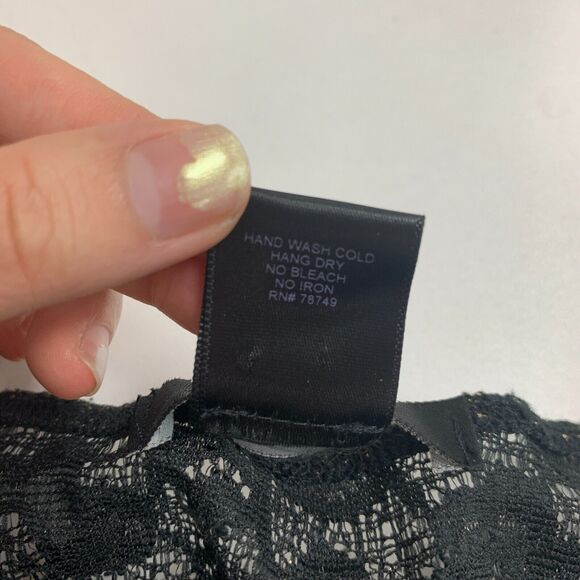 HAND WASH COLD
HANG DRY
NO BLEACH
NO IRON
RN# 78749